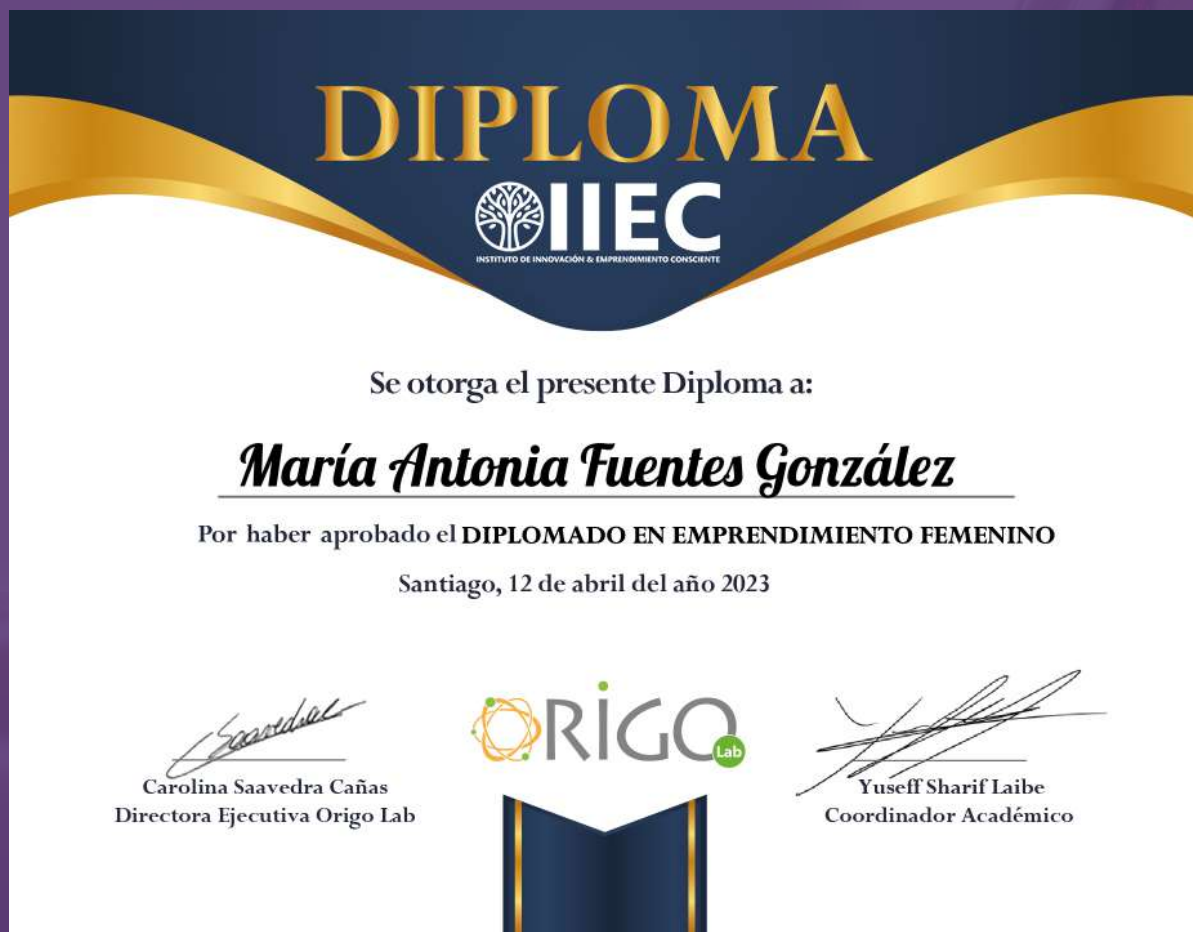 DIPLOMA
IIEC
INSTITUTO DE INNOVACIÓN & EMPRENDIMIENTO CONSCIENTE
Se otorga el presente Diploma a:
María Antonia Fuentes González
Por haber aprobado el DIPLOMADO EN EMPRENDIMIENTO FEMENINO
Santiago, 12 de abril del año 2023
CSaavedra
ORiGO Lab
Carolina Saavedra Cañas
Directora Ejecutiva Origo Lab
Yuseff Sharif Laibe
Coordinador Académico